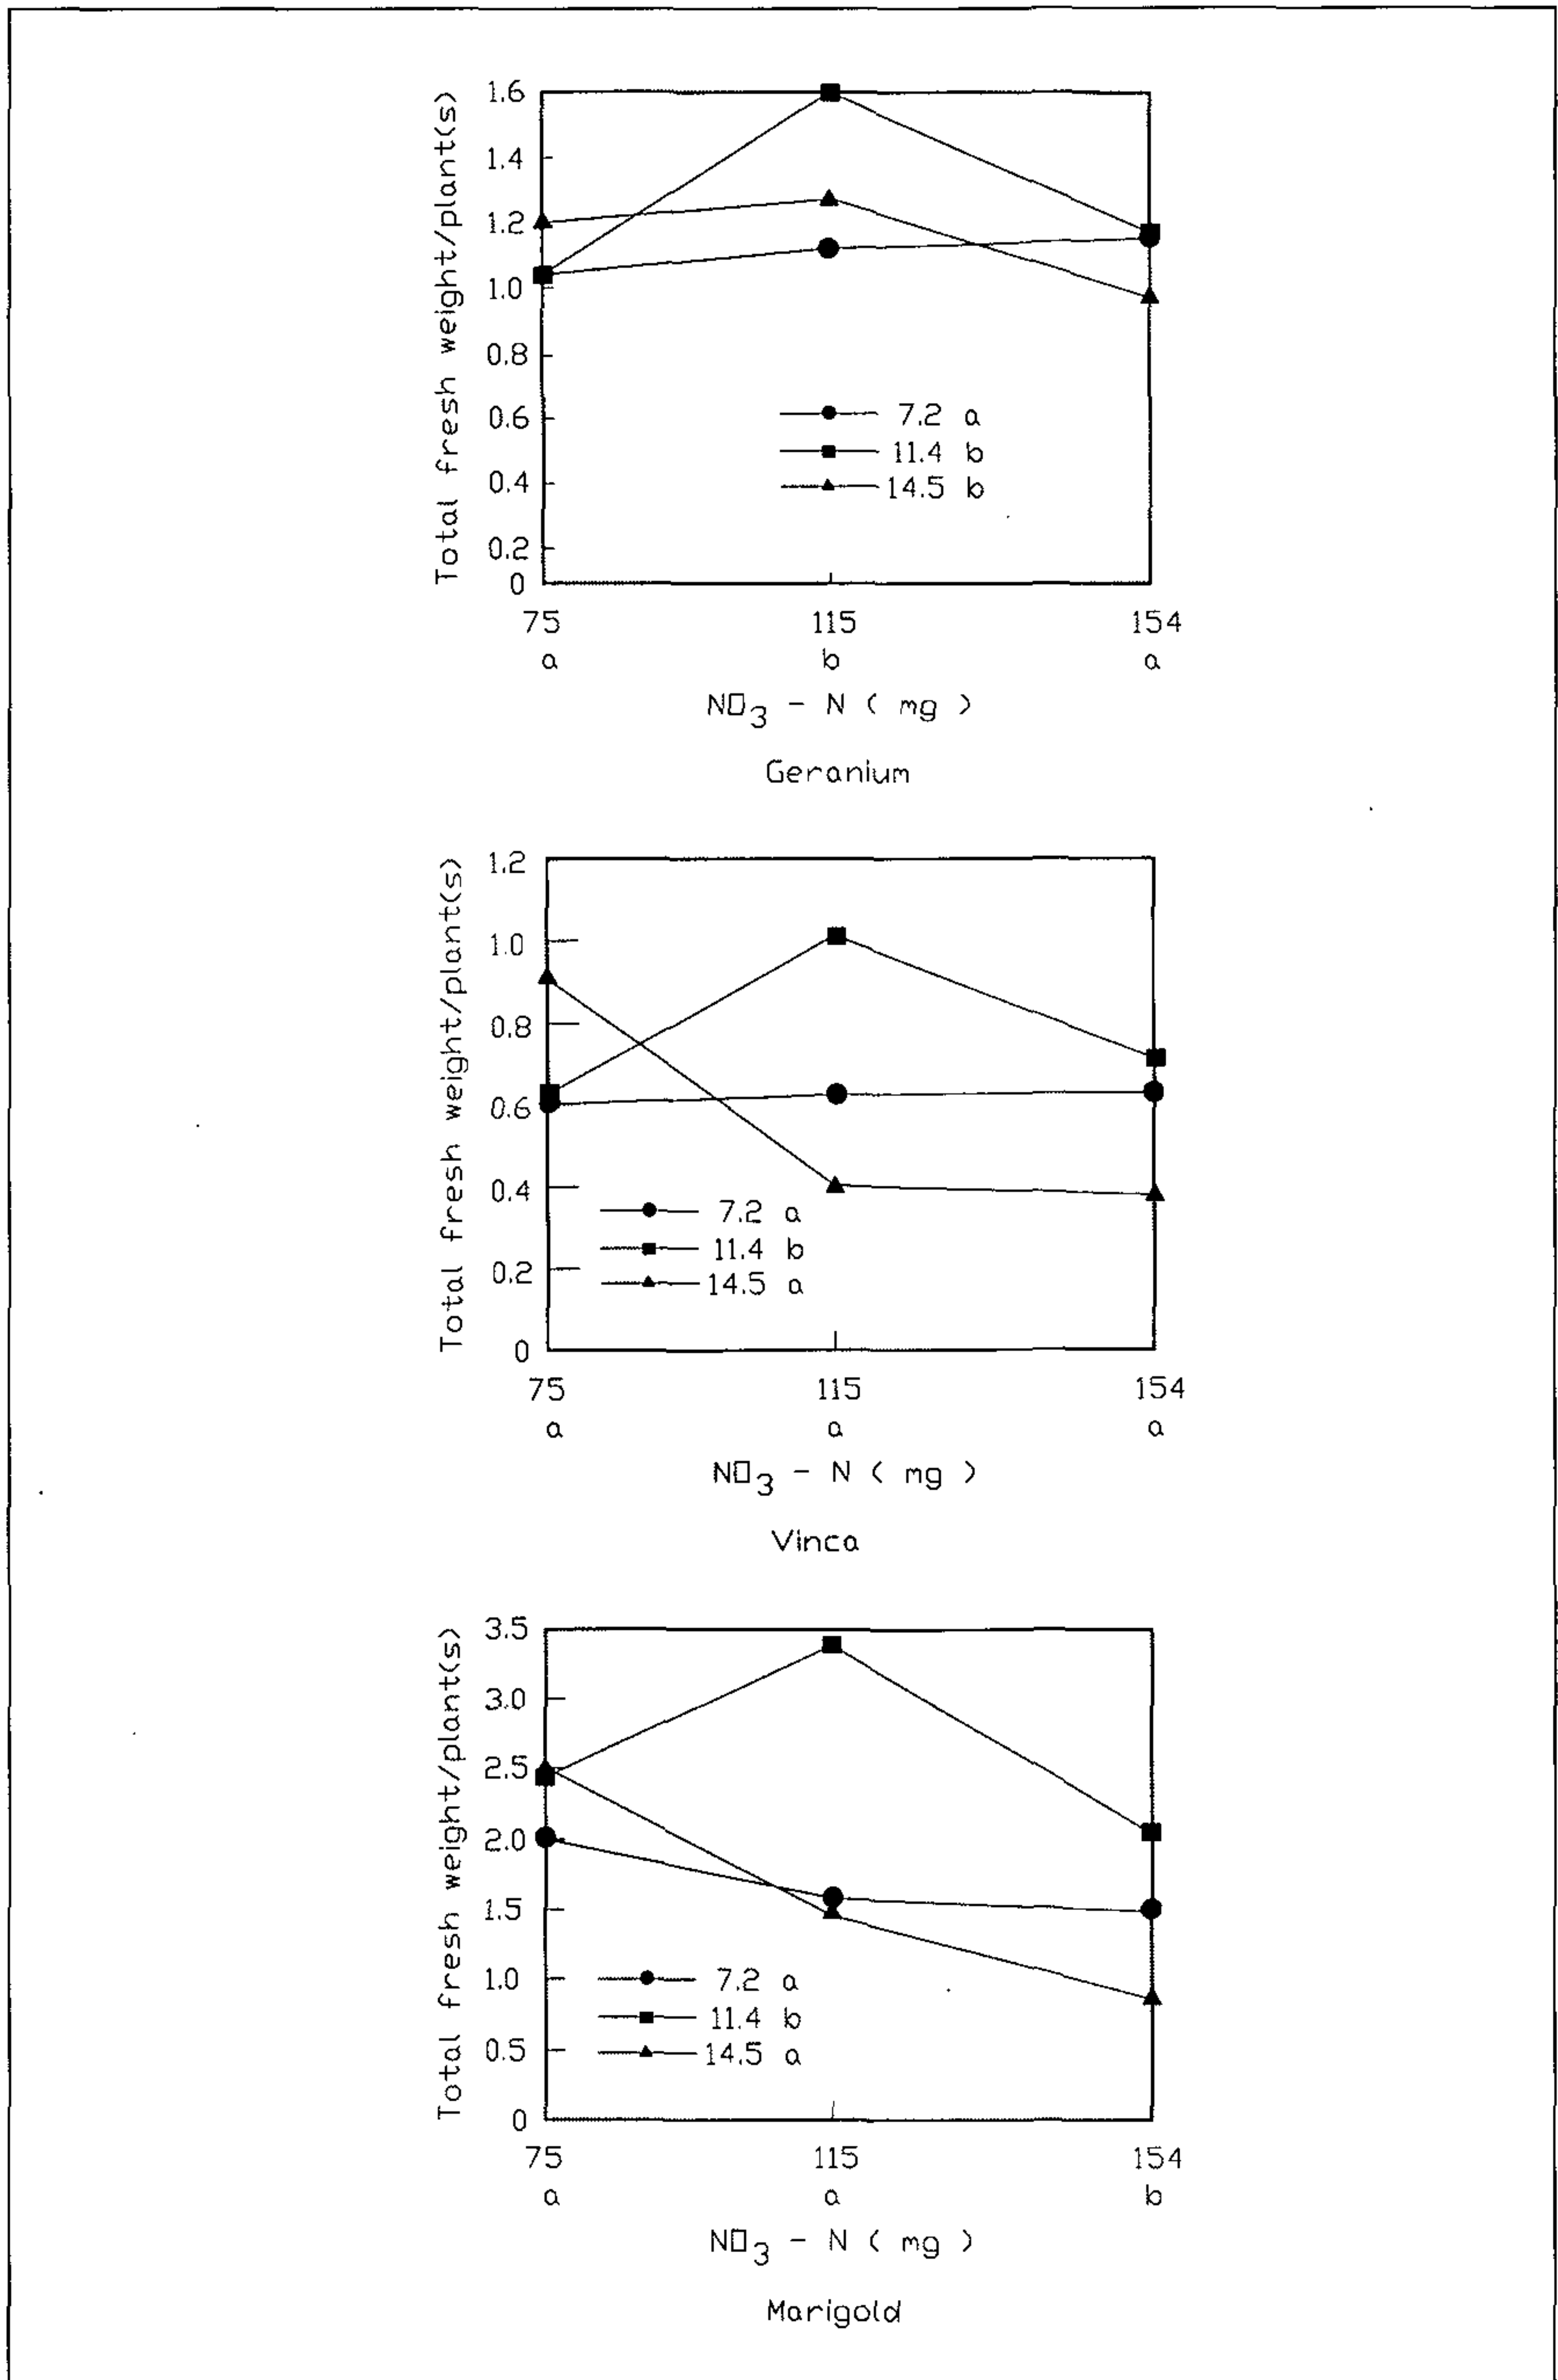 Total fresh weight/plant(s)
1.6
1.4
1.2
1.0
0.8
0.6
0.4
0.2
0
7.2 a
11.4 b
14.5 b
75 115 154
a b a
NO3 - N ( mg )
Geranium
Total fresh weight/plant(s)
1.2
1.0
0.8
0.6
0.4
0.2
0
7.2 a
11.4 b
14.5 a
75 115 154
a a a
NO3 - N ( mg )
Vinca
Total fresh weight/plant(s)
3.5
3.0
2.5
2.0
1.5
1.0
0.5
0
7.2 a
11.4 b
14.5 a
75 115 154
a a b
NO3 - N ( mg )
Marigold